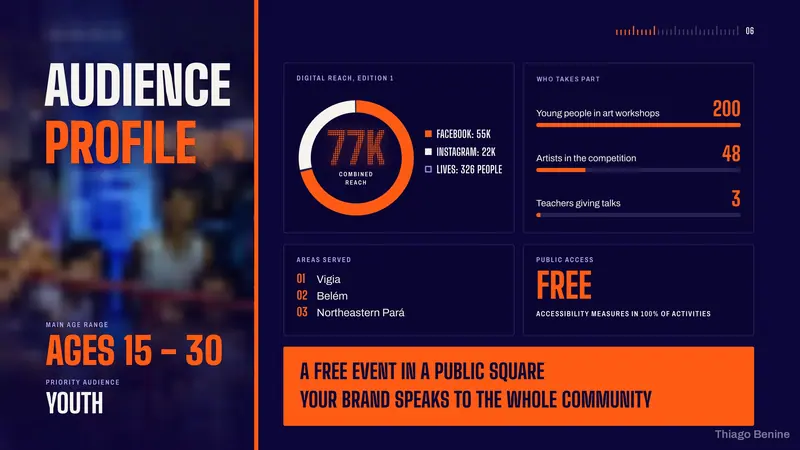 06
AUDIENCE
PROFILE
MAIN AGE RANGE
AGES 15 – 30
PRIORITY AUDIENCE
YOUTH
DIGITAL REACH, EDITION 1
77K
COMBINED
REACH
FACEBOOK: 55K
INSTAGRAM: 22K
LIVES: 326 PEOPLE
WHO TAKES PART
Young people in art workshops 200
Artists in the competition 48
Teachers giving talks 3
AREAS SERVED
01 Vigia
02 Belém
03 Northeastern Pará
PUBLIC ACCESS
FREE
ACCESSIBILITY MEASURES IN 100% OF ACTIVITIES
A FREE EVENT IN A PUBLIC SQUARE
YOUR BRAND SPEAKS TO THE WHOLE COMMUNITY
Thiago Benine